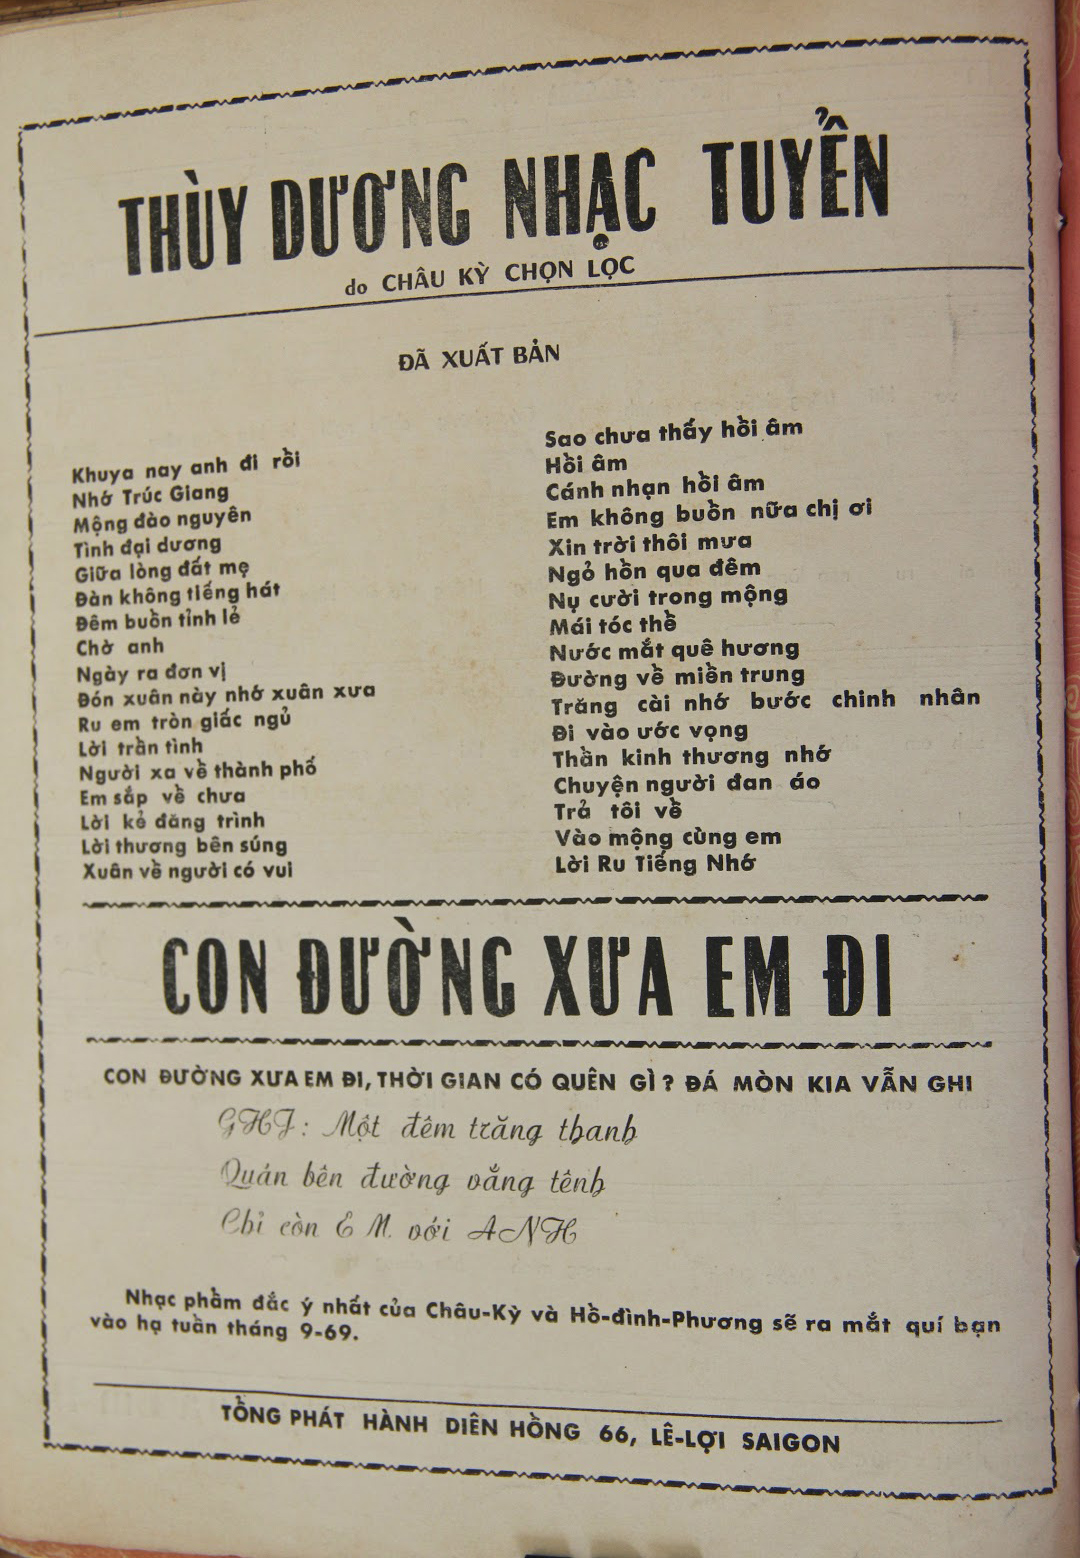 THÙY DƯƠNG NHẠC TUYỂN
do CHÂU KỲ CHỌN LỌC
ĐÃ XUẤT BẢN
Khuya nay anh đi rồi
Nhớ Trúc Giang
Mộng đào nguyên
Tình đại dương
Giữa lòng đất mẹ
Đàn không tiếng hát
Đêm buồn tỉnh lẻ
Chờ anh
Ngày ra đơn vị
Đón xuân này nhớ xuân xưa
Ru em tròn giấc ngủ
Lời trần tình
Người xa về thành phố
Em sắp về chưa
Lời kẻ đăng trình
Lời thương bên súng
Xuân về người có vui
Sao chưa thấy hồi âm
Hồi âm
Cánh nhạn hồi âm
Em không buồn nữa chị ơi
Xin trời thôi mưa
Ngỏ hồn qua đêm
Nụ cười trong mộng
Mái tóc thề
Nước mắt quê hương
Đường về miền trung
Trăng cài nhớ bước chinh nhân
Đi vào ước vọng
Thần kinh thương nhớ
Chuyện người đan áo
Trả tôi về
Vào mộng cùng em
Lời Ru Tiếng Nhớ
CON ĐƯỜNG XƯA EM ĐI
CON ĐƯỜNG XƯA EM ĐI, THỜI GIAN CÓ QUÊN GÌ? ĐÁ MÒN KIA VẪN GHI
GHI: Một đêm trăng thanh
Quán bên đường vắng tênh
Chỉ còn EM với ANH
Nhạc phầm đắc ý nhất của Châu-Kỳ và Hồ-đình-Phương sẽ ra mắt quí bạn
vào hạ tuần tháng 9-69.
TỔNG PHÁT HÀNH DIÊN HỒNG 66, LÊ-LỢI SAIGON